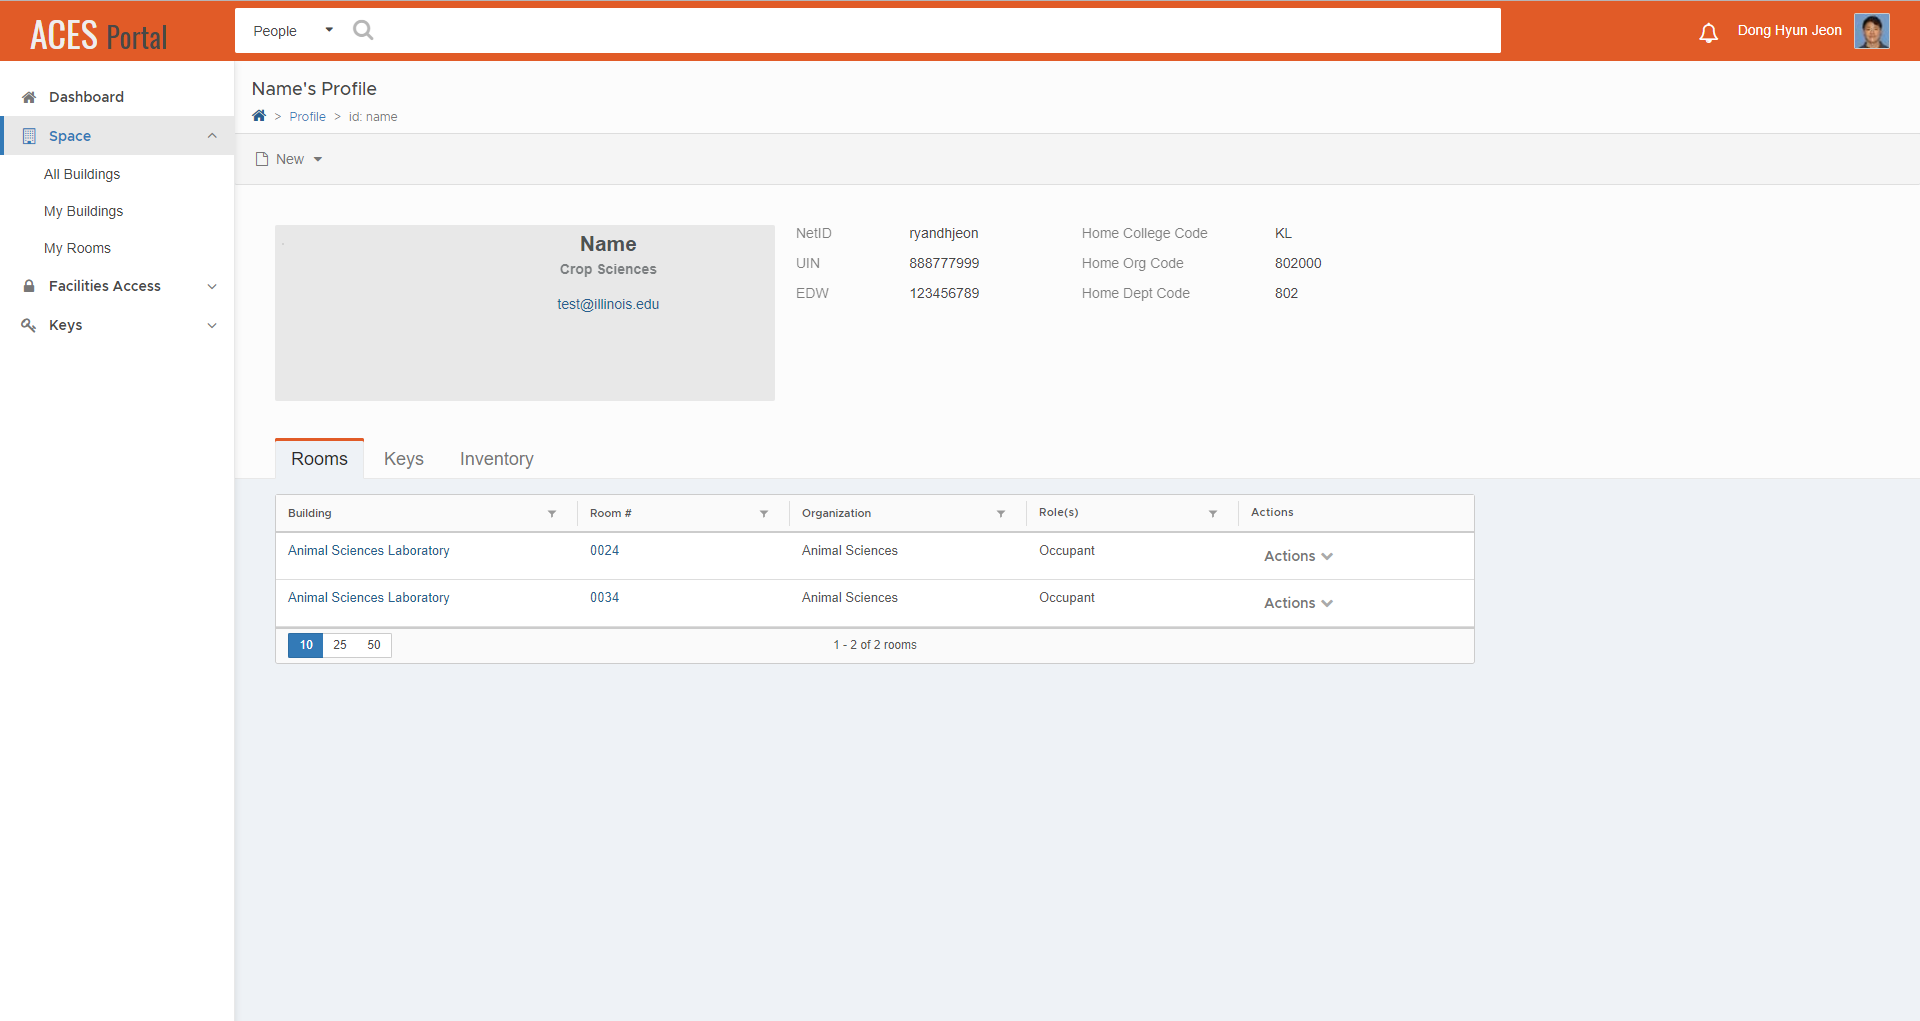 ACES Portal
People
Dong Hyun Jeon
Dashboard
Space
All Buildings
My Buildings
My Rooms
Facilities Access
Keys
Name's Profile
> Profile > id: name
New
Name
Crop Sciences
test@illinois.edu
NetID ryandhjeon Home College Code KL
UIN 888777999 Home Org Code 802000
EDW 123456789 Home Dept Code 802
Rooms Keys Inventory
Building Room # Organization Role(s) Actions
Animal Sciences Laboratory 0024 Animal Sciences Occupant Actions
Animal Sciences Laboratory 0034 Animal Sciences Occupant Actions
10 25 50 1 - 2 of 2 rooms